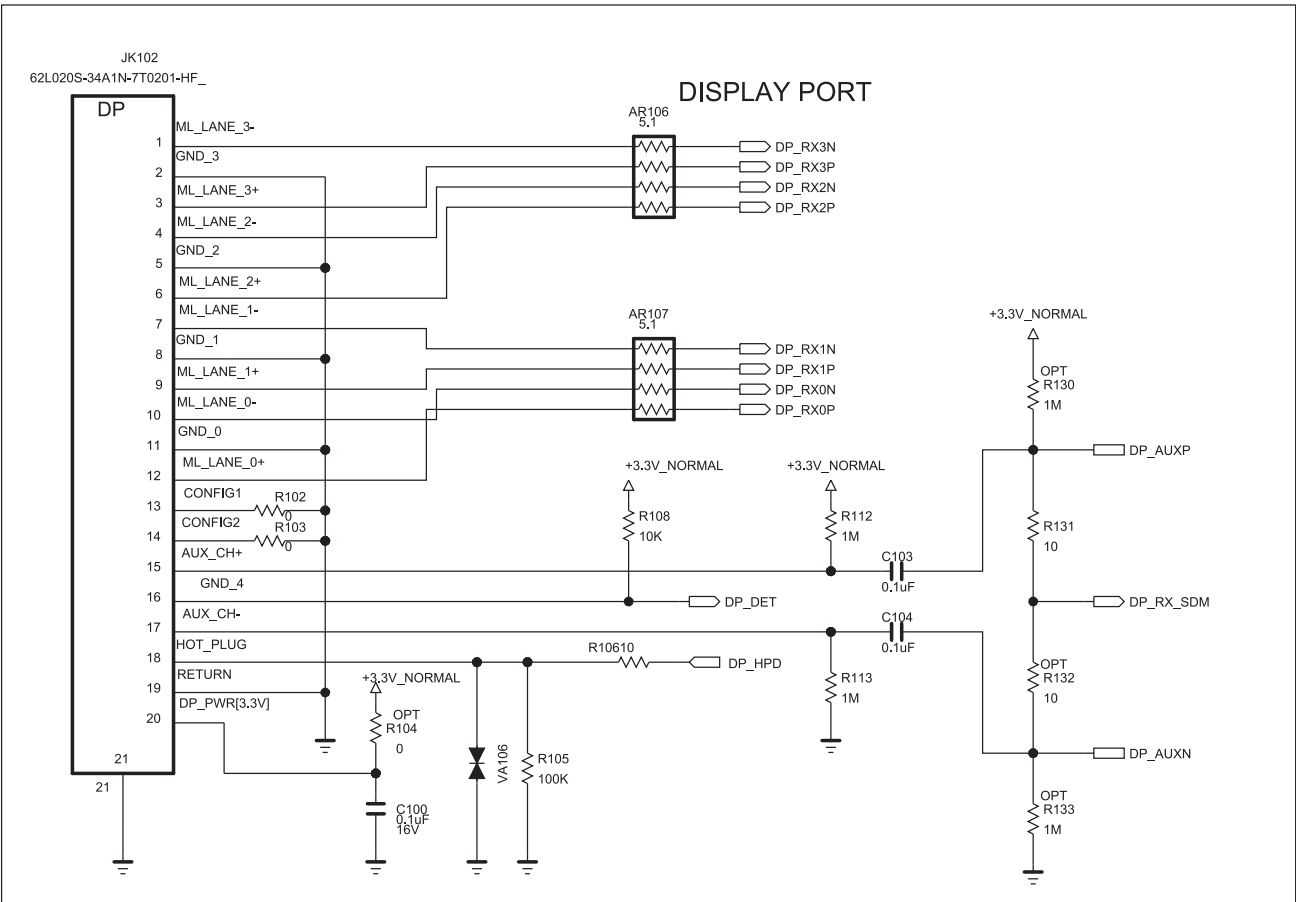 JK102
62L020S-34A1N-7T0201-HF_
DISPLAY PORT
DP
ML_LANE_3-
1
GND_3
2
ML_LANE_3+
3
ML_LANE_2-
4
GND_2
5
ML_LANE_2+
6
ML_LANE_1-
7
GND_1
8
ML_LANE_1+
9
ML_LANE_0-
10
GND_0
11
ML_LANE_0+
12
CONFIG1
13
R102
0
CONFIG2
14
R103
0
AUX_CH+
15
GND_4
16
AUX_CH-
17
HOT_PLUG
18
RETURN
19
DP_PWR[3.3V]
20
21
21
AR106
5.1
DP_RX3N
DP_RX3P
DP_RX2N
DP_RX2P
AR107
5.1
DP_RX1N
DP_RX1P
DP_RX0N
DP_RX0P
+3.3V_NORMAL
R108
10K
DP_DET
+3.3V_NORMAL
R112
1M
C103
0.1uF
C104
0.1uF
R113
1M
R10610
DP_HPD
+3.3V_NORMAL
OPT
R104
0
C100
0.1uF
16V
VA106
R105
100K
+3.3V_NORMAL
OPT
R130
1M
DP_AUXP
R131
10
DP_RX_SDM
OPT
R132
10
DP_AUXN
OPT
R133
1M